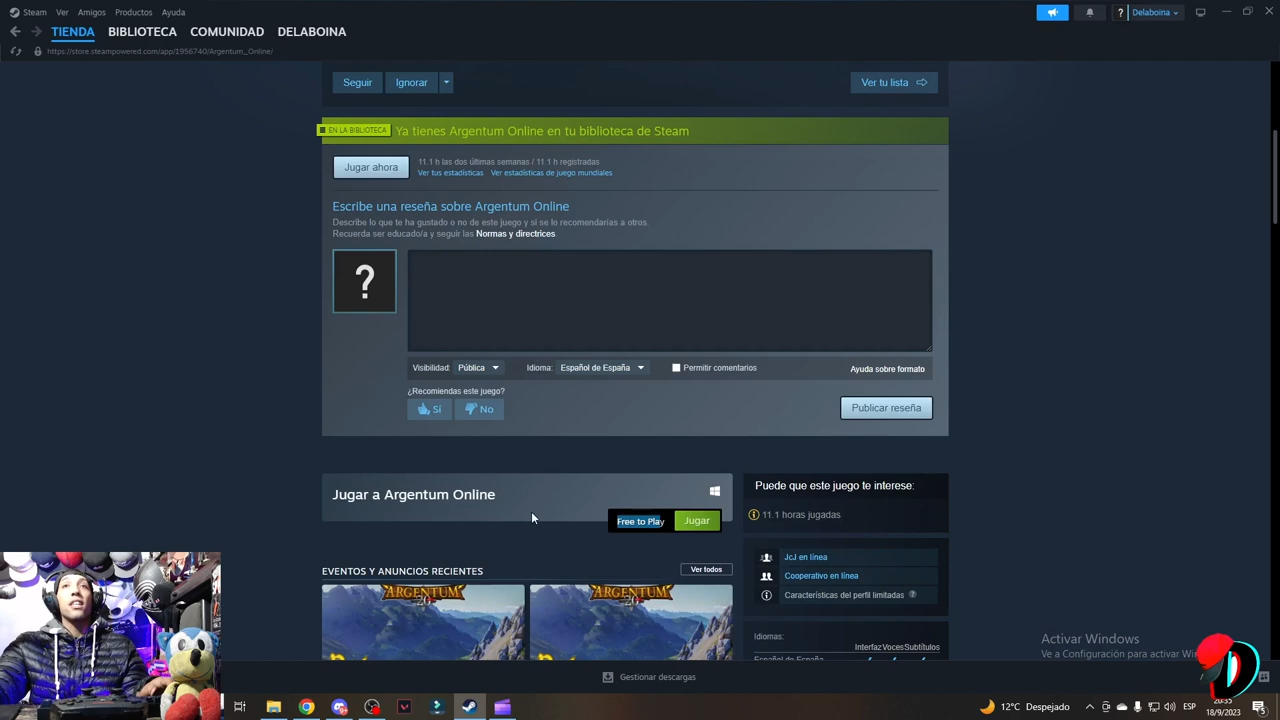 Steam Ver Amigos Productos Ayuda
? Delaboina
TIENDA BIBLIOTECA COMUNIDAD DELABOINA
https://store.steampowered.com/app/1956740/Argentum_Online/
Seguir Ignorar Ver tu lista
EN LA BIBLIOTECA Ya tienes Argentum Online en tu biblioteca de Steam
Jugar ahora
11.1 h las dos últimas semanas / 11.1 h registradas
Ver tus estadísticas Ver estadísticas de juego mundiales
Escribe una reseña sobre Argentum Online
Describe lo que te ha gustado o no de este juego y si se lo recomendarías a otros.
Recuerda ser educado/a y seguir las Normas y directrices.
?
Visibilidad: Pública Idioma: Español de España Permitir comentarios Ayuda sobre formato
¿Recomiendas este juego?
Sí No
Publicar reseña
Jugar a Argentum Online
Free to Play Jugar
Puede que este juego te interese:
11.1 horas jugadas
JcJ en línea
Cooperativo en línea
Características del perfil limitadas ?
EVENTOS Y ANUNCIOS RECIENTES Ver todos
ARGENTUM
ARGENTUM
Idiomas:
Interfaz Voces Subtítulos
Español de España
Activar Windows
Ve a Configuración para activar
Gestionar descargas
12°C Despejado ESP
20:35
18/9/2023